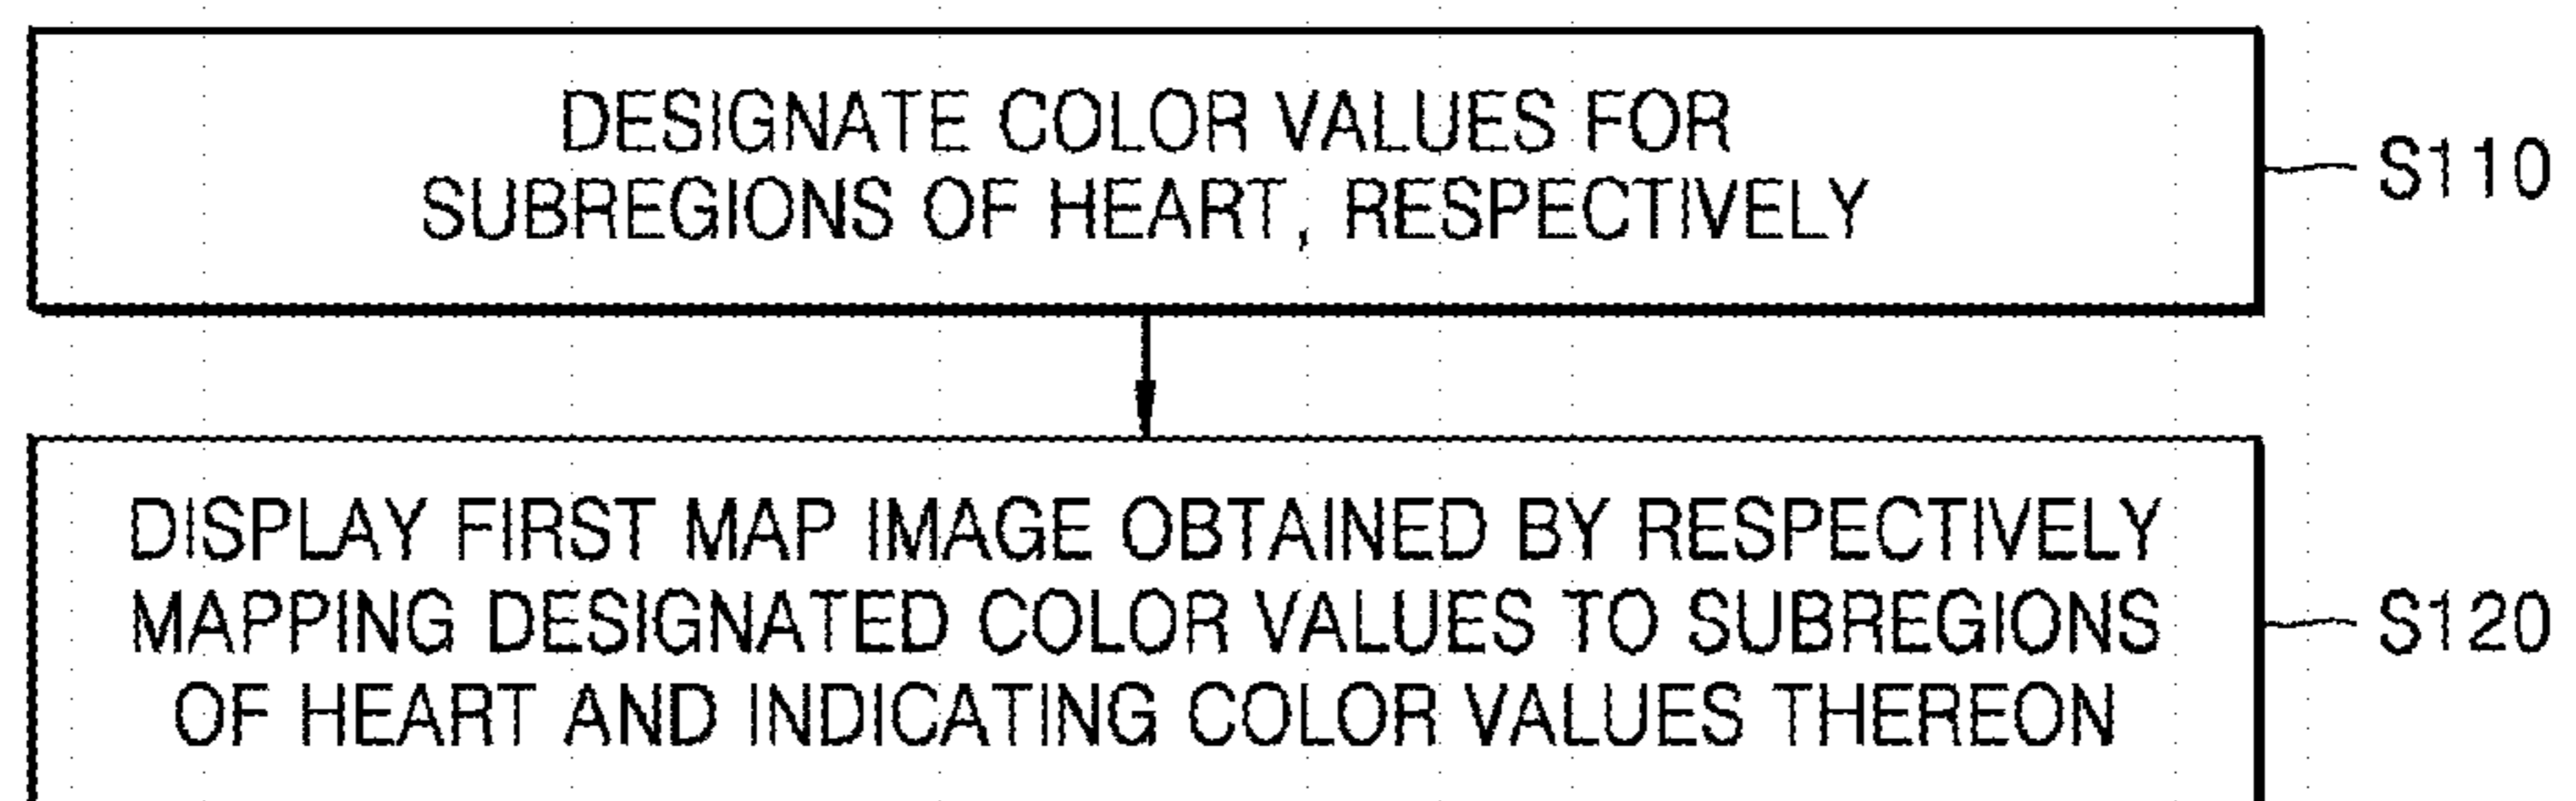 DESIGNATE COLOR VALUES FOR
SUBREGIONS OF HEART, RESPECTIVELY
S110
DISPLAY FIRST MAP IMAGE OBTAINED BY RESPECTIVELY
MAPPING DESIGNATED COLOR VALUES TO SUBREGIONS
OF HEART AND INDICATING COLOR VALUES THEREON
S120